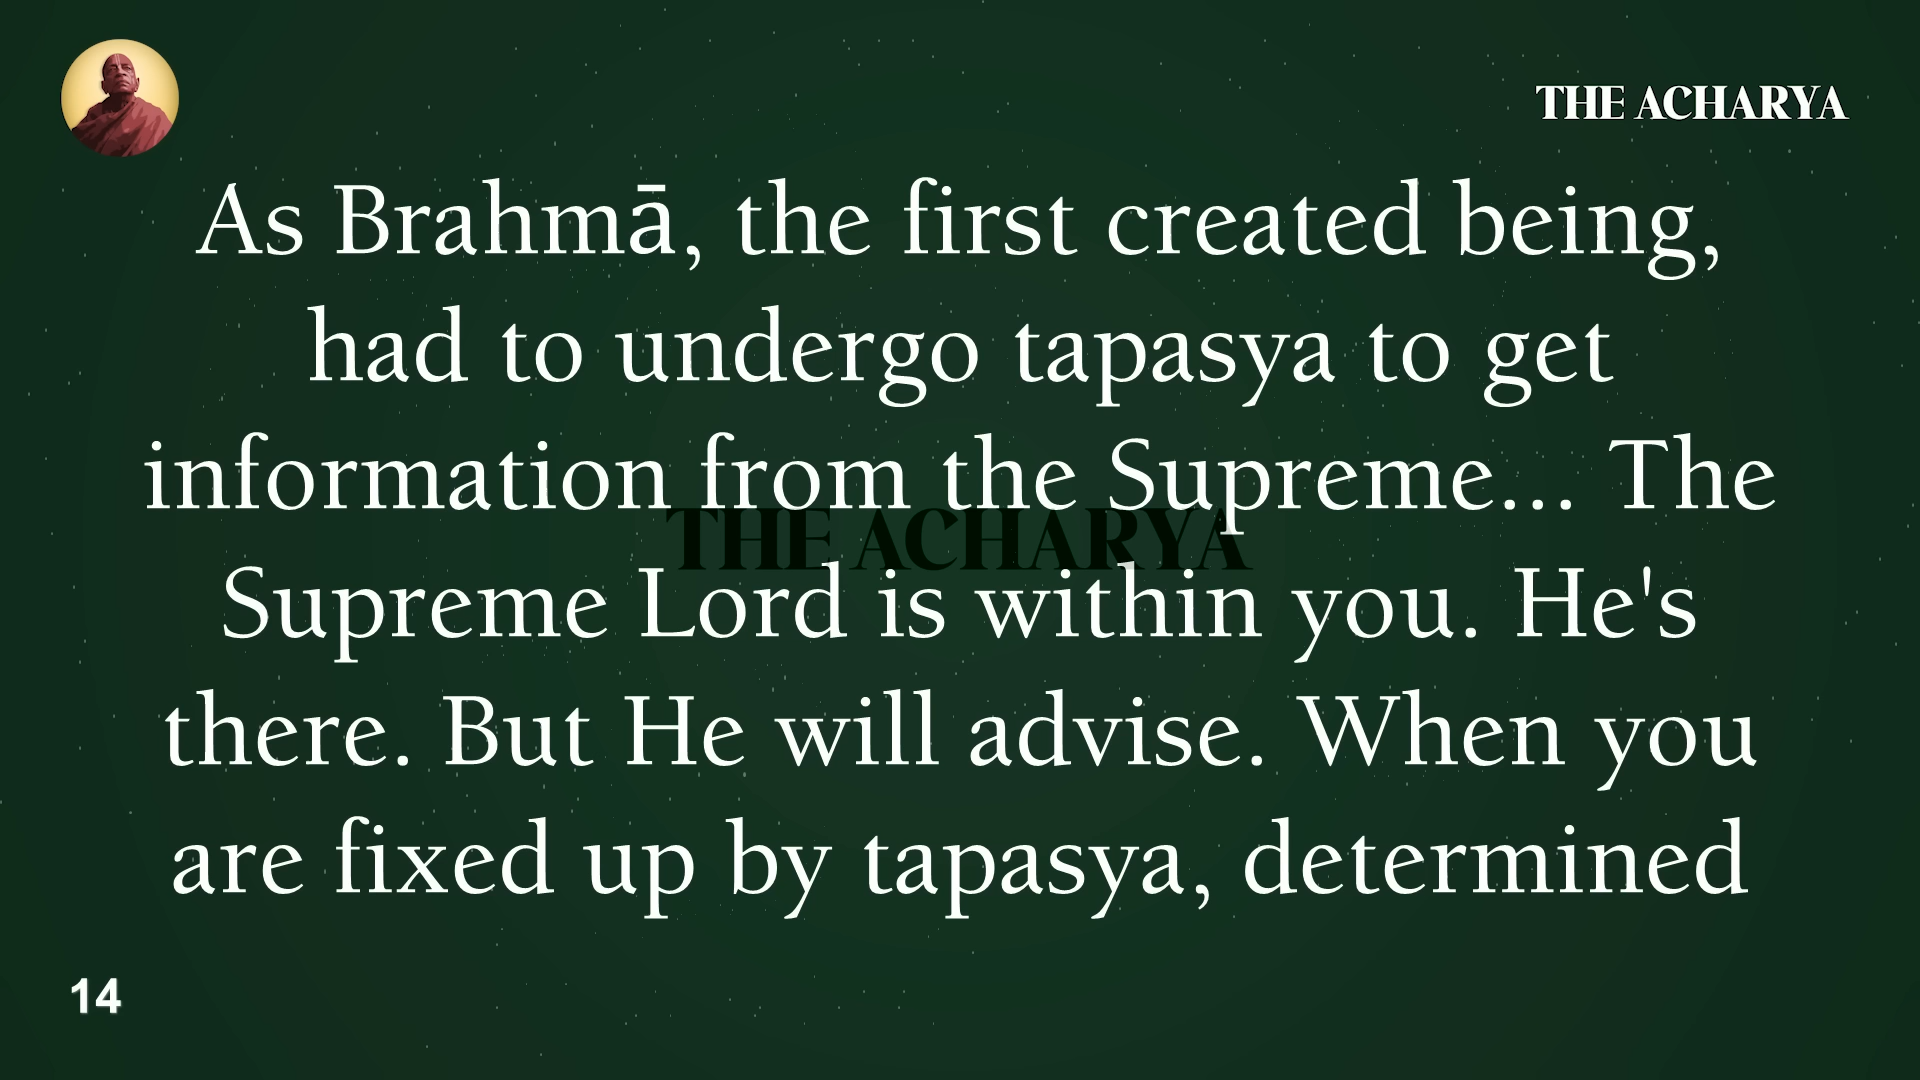 THE ACHARYA
As Brahmā, the first created being,
had to undergo tapasya to get
information from the Supreme... The
THE ACHARYA
Supreme Lord is within you. He's
there. But He will advise. When you
are fixed up by tapasya, determined
14